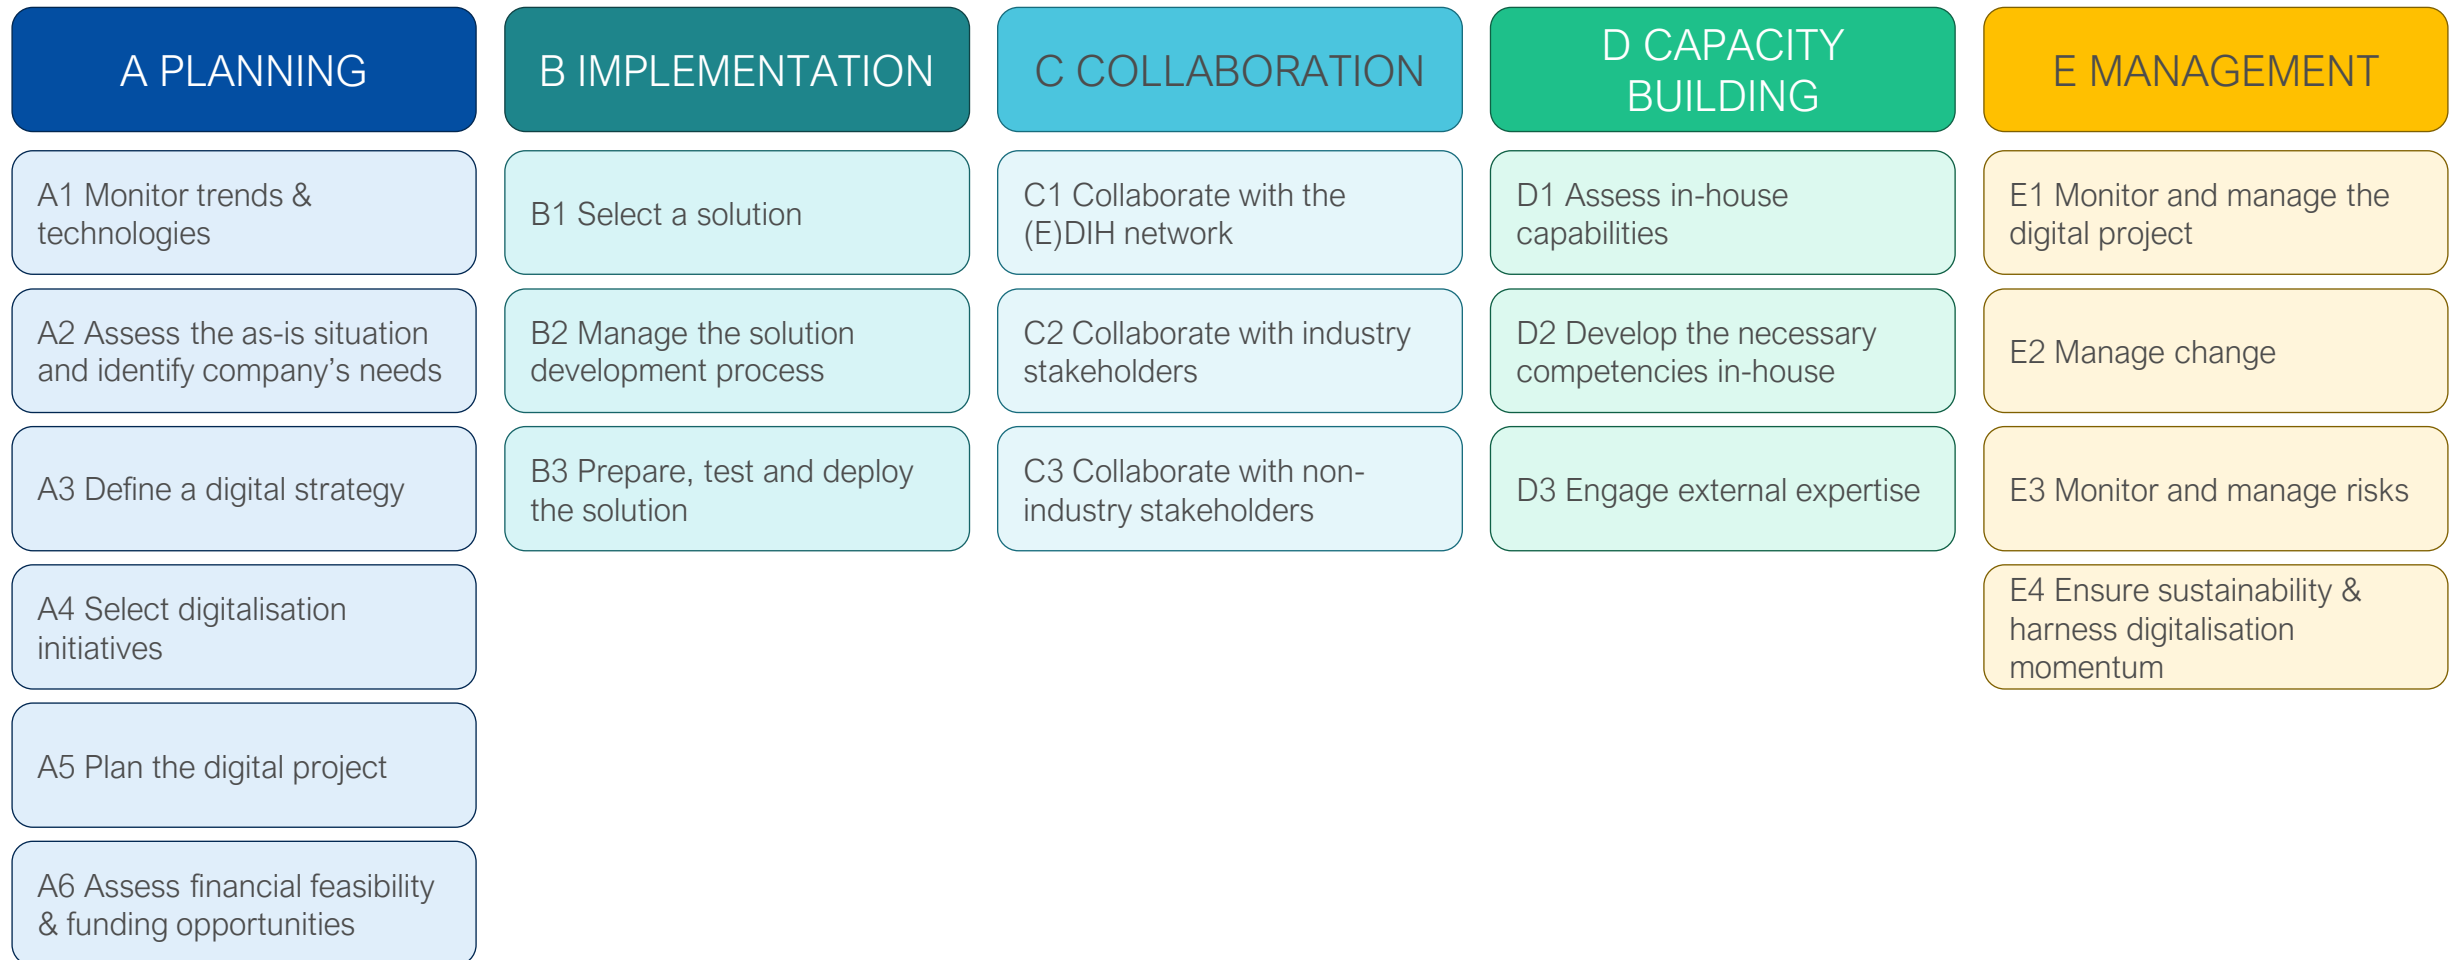 A PLANNING
A1 Monitor trends &
technologies
A2 Assess the as-is situation
and identify company’s needs
A3 Define a digital strategy
A4 Select digitalisation
initiatives
A5 Plan the digital project
A6 Assess financial feasibility
& funding opportunities
B IMPLEMENTATION
B1 Select a solution
B2 Manage the solution
development process
B3 Prepare, test and deploy
the solution
C COLLABORATION
C1 Collaborate with the
(E)DIH network
C2 Collaborate with industry
stakeholders
C3 Collaborate with non-
industry stakeholders
D CAPACITY
BUILDING
D1 Assess in-house
capabilities
D2 Develop the necessary
competencies in-house
D3 Engage external expertise
E MANAGEMENT
E1 Monitor and manage the
digital project
E2 Manage change
E3 Monitor and manage risks
E4 Ensure sustainability &
harness digitalisation
momentum